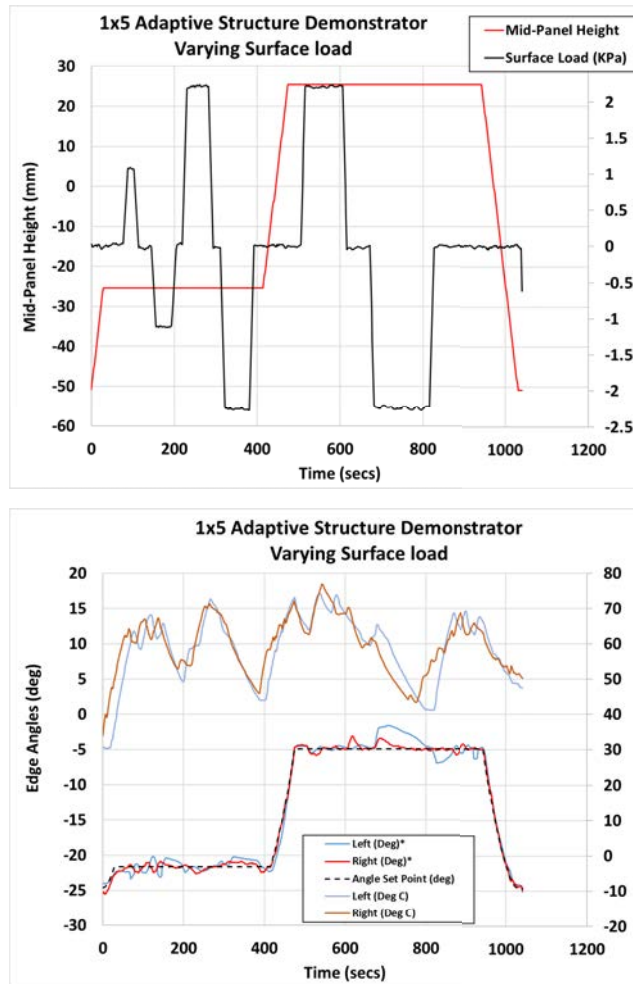 1x5 Adaptive Structure Demonstrator
Varying Surface load
Mid-Panel Height
Surface Load (KPa)
30
20
10
0
-10
-20
-30
-40
-50
-60
Mid-Panel Height (mm)
2
1.5
1
0.5
0
-0.5
-1
-1.5
-2
-2.5
0 200 400 600 800 1000 1200
Time (secs)
1x5 Adaptive Structure Demonstrator
Varying Surface load
20
15
10
5
0
-5
-10
-15
-20
-25
-30
Edge Angles (deg)
80
70
60
50
40
30
20
10
0
-10
-20
Left (Deg)*
Right (Deg)*
Angle Set Point (deg)
Left (Deg C)
Right (Deg C)
0 200 400 600 800 1000 1200
Time (secs)